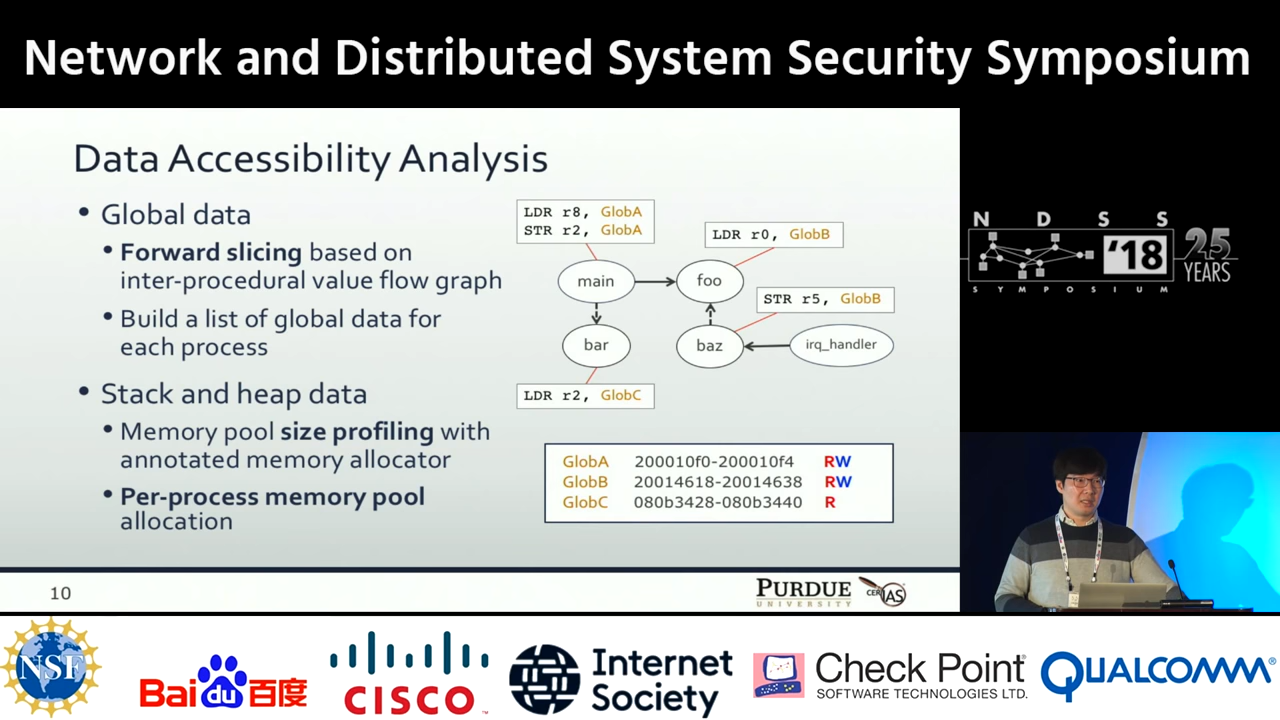 Network and Distributed System Security Symposium
Data Accessibility Analysis
• Global data
• Forward slicing based on
inter-procedural value flow graph
• Build a list of global data for
each process
• Stack and heap data
• Memory pool size profiling with
annotated memory allocator
• Per-process memory pool
allocation
LDR r8, GlobA
STR r2, GlobA
LDR r0, GlobB
main
foo
STR r5, GlobB
bar
baz
irq_handler
LDR r2, GlobC
GlobA 200010f0-200010f4 RW
GlobB 20014618-20014638 RW
GlobC 080b3428-080b3440 R
10
PURDUE
UNIVERSITY
CERIAS
NDSS
'18
25
YEARS
SYMPOSIUM
NSF
Bai du 百度
CISCO
Internet
Society
Check Point
SOFTWARE TECHNOLOGIES LTD.
QUALCOMM